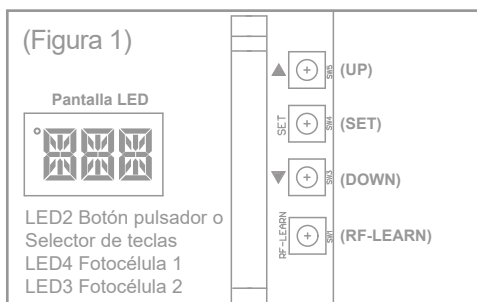 (Figura 1)
Pantalla LED
LED2 Botón pulsador o
Selector de teclas
LED4 Fotocélula 1
LED3 Fotocélula 2
SW5
(UP)
SET
SW4
(SET)
SW3
(DOWN)
RF-LEARN
SW1
(RF-LEARN)